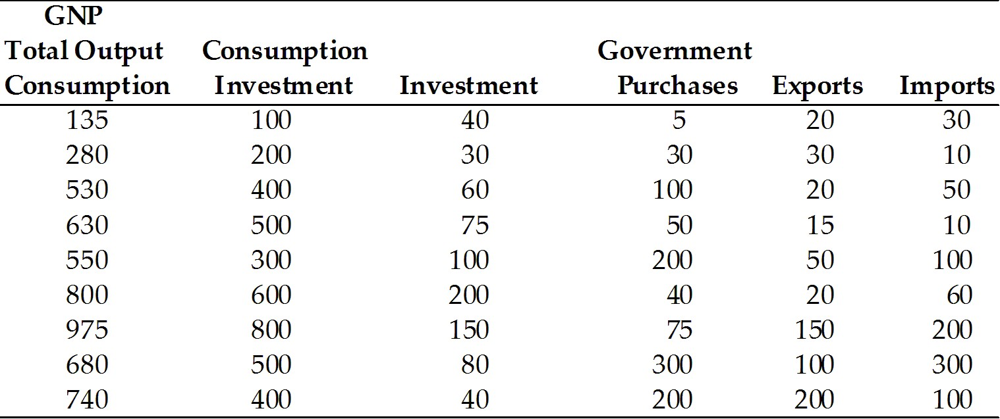 GNP
Total Output Consumption Government
Consumption Investment Investment Purchases Exports Imports
135 100 40 5 20 30
280 200 30 30 30 10
530 400 60 100 20 50
630 500 75 50 15 10
550 300 100 200 50 100
800 600 200 40 20 60
975 800 150 75 150 200
680 500 80 300 100 300
740 400 40 200 200 100